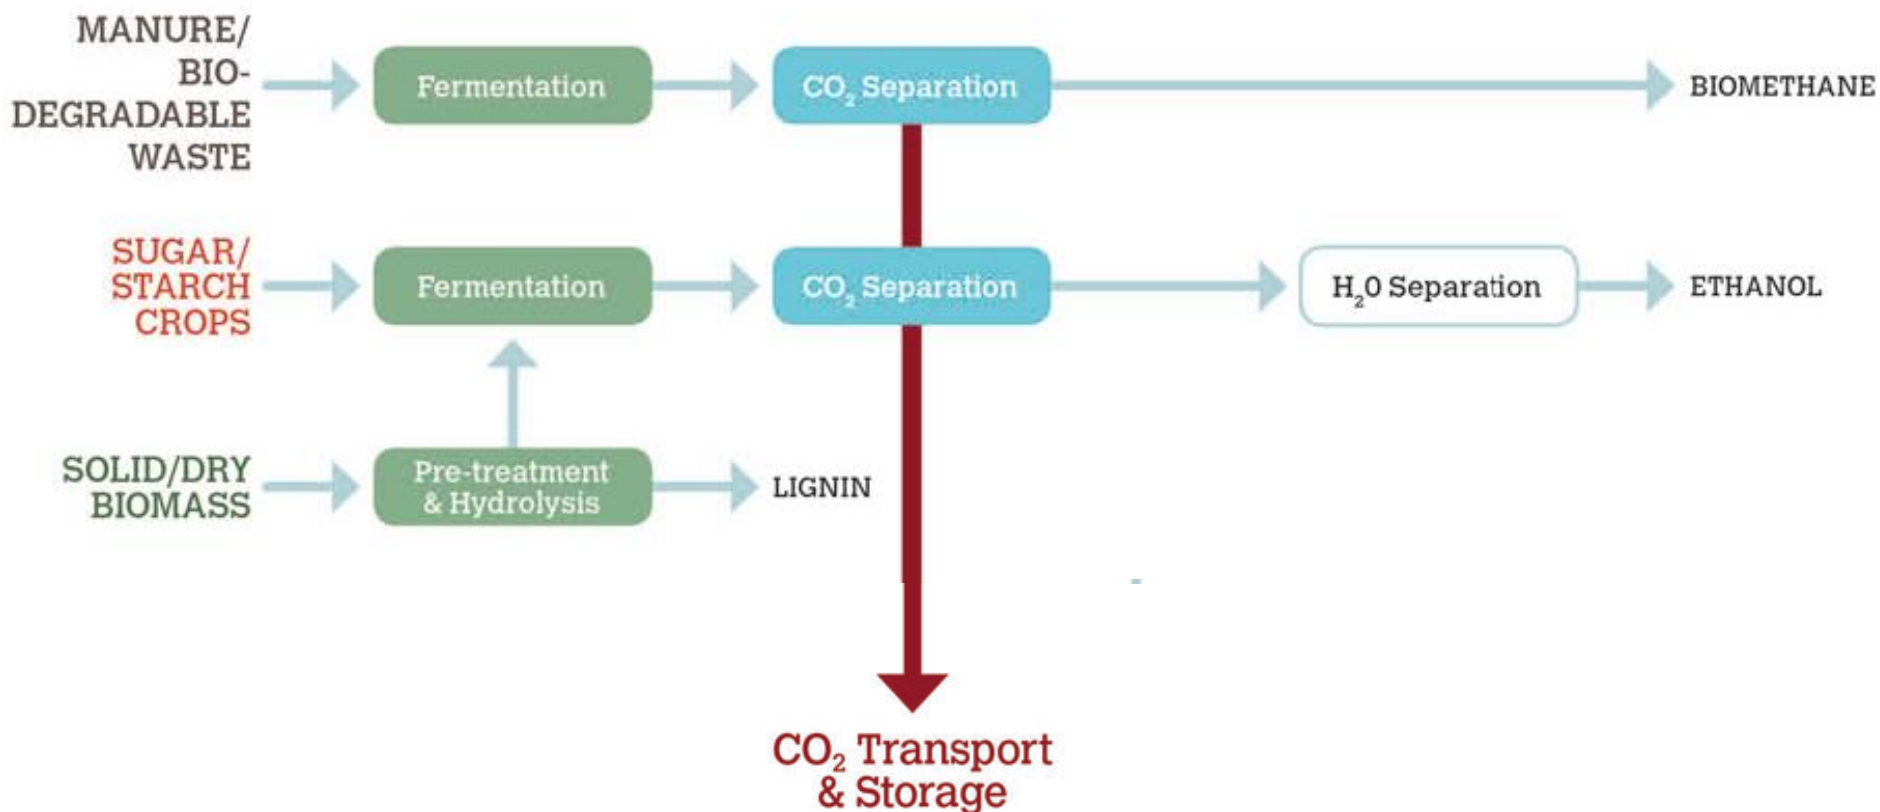 MANURE/
BIO-
DEGRADABLE
WASTE
Fermentation
CO₂ Separation
BIOMETHANE
SUGAR/
STARCH
CROPS
Fermentation
CO₂ Separation
H₂0 Separation
ETHANOL
SOLID/DRY
BIOMASS
Pre-treatment
& Hydrolysis
LIGNIN
CO₂ Transport
& Storage